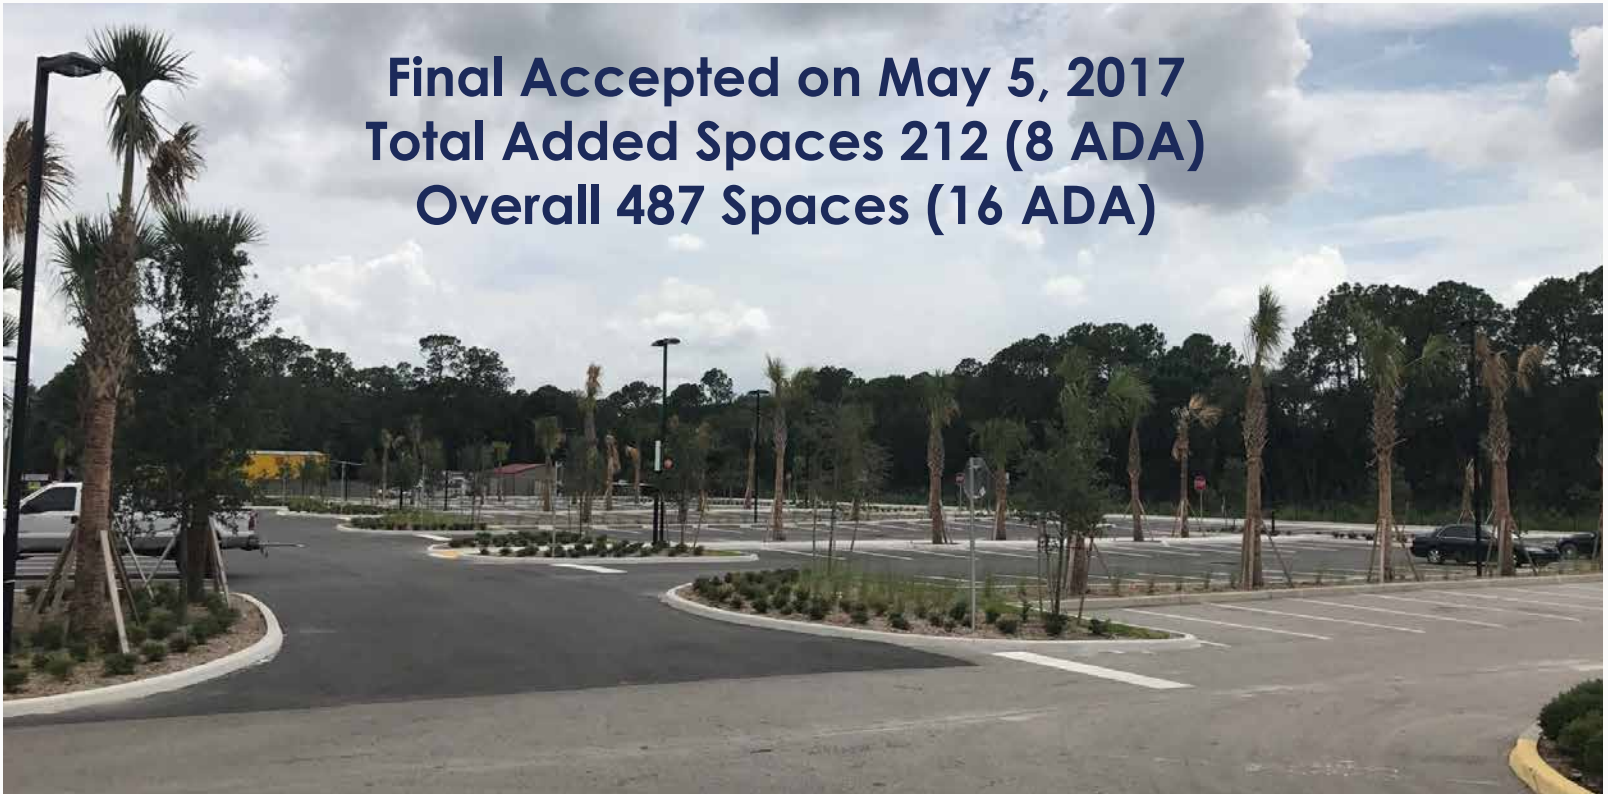 Final Accepted on May 5, 2017
Total Added Spaces 212 (8 ADA)
Overall 487 Spaces (16 ADA)